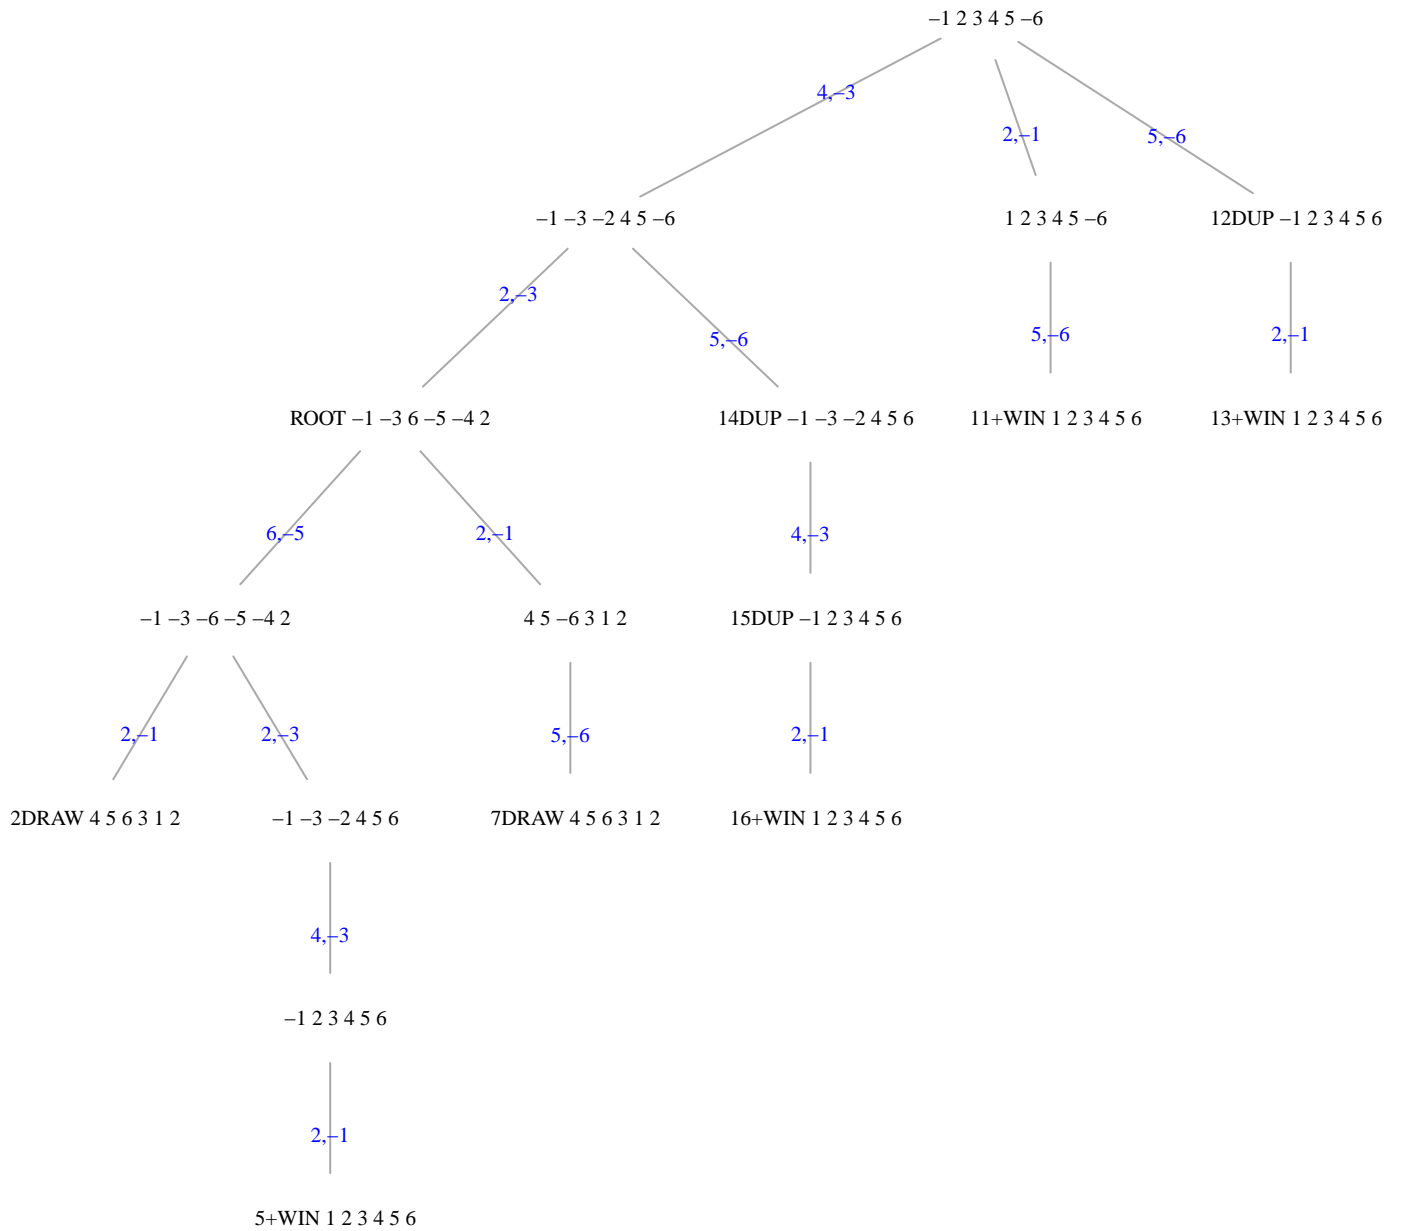 –1 2 3 4 5 –6
4,–3
2,–1
5,–6
–1 –3 –2 4 5 –6
1 2 3 4 5 –6
12DUP –1 2 3 4 5 6
2,–3
5,–6
5,–6
2,–1
ROOT –1 –3 6 –5 –4 2
14DUP –1 –3 –2 4 5 6
11+WIN 1 2 3 4 5 6
13+WIN 1 2 3 4 5 6
6,–5
2,–1
4,–3
–1 –3 –6 –5 –4 2
4 5 –6 3 1 2
15DUP –1 2 3 4 5 6
2,–1
2,–3
5,–6
2,–1
2DRAW 4 5 6 3 1 2
–1 –3 –2 4 5 6
7DRAW 4 5 6 3 1 2
16+WIN 1 2 3 4 5 6
4,–3
–1 2 3 4 5 6
2,–1
5+WIN 1 2 3 4 5 6